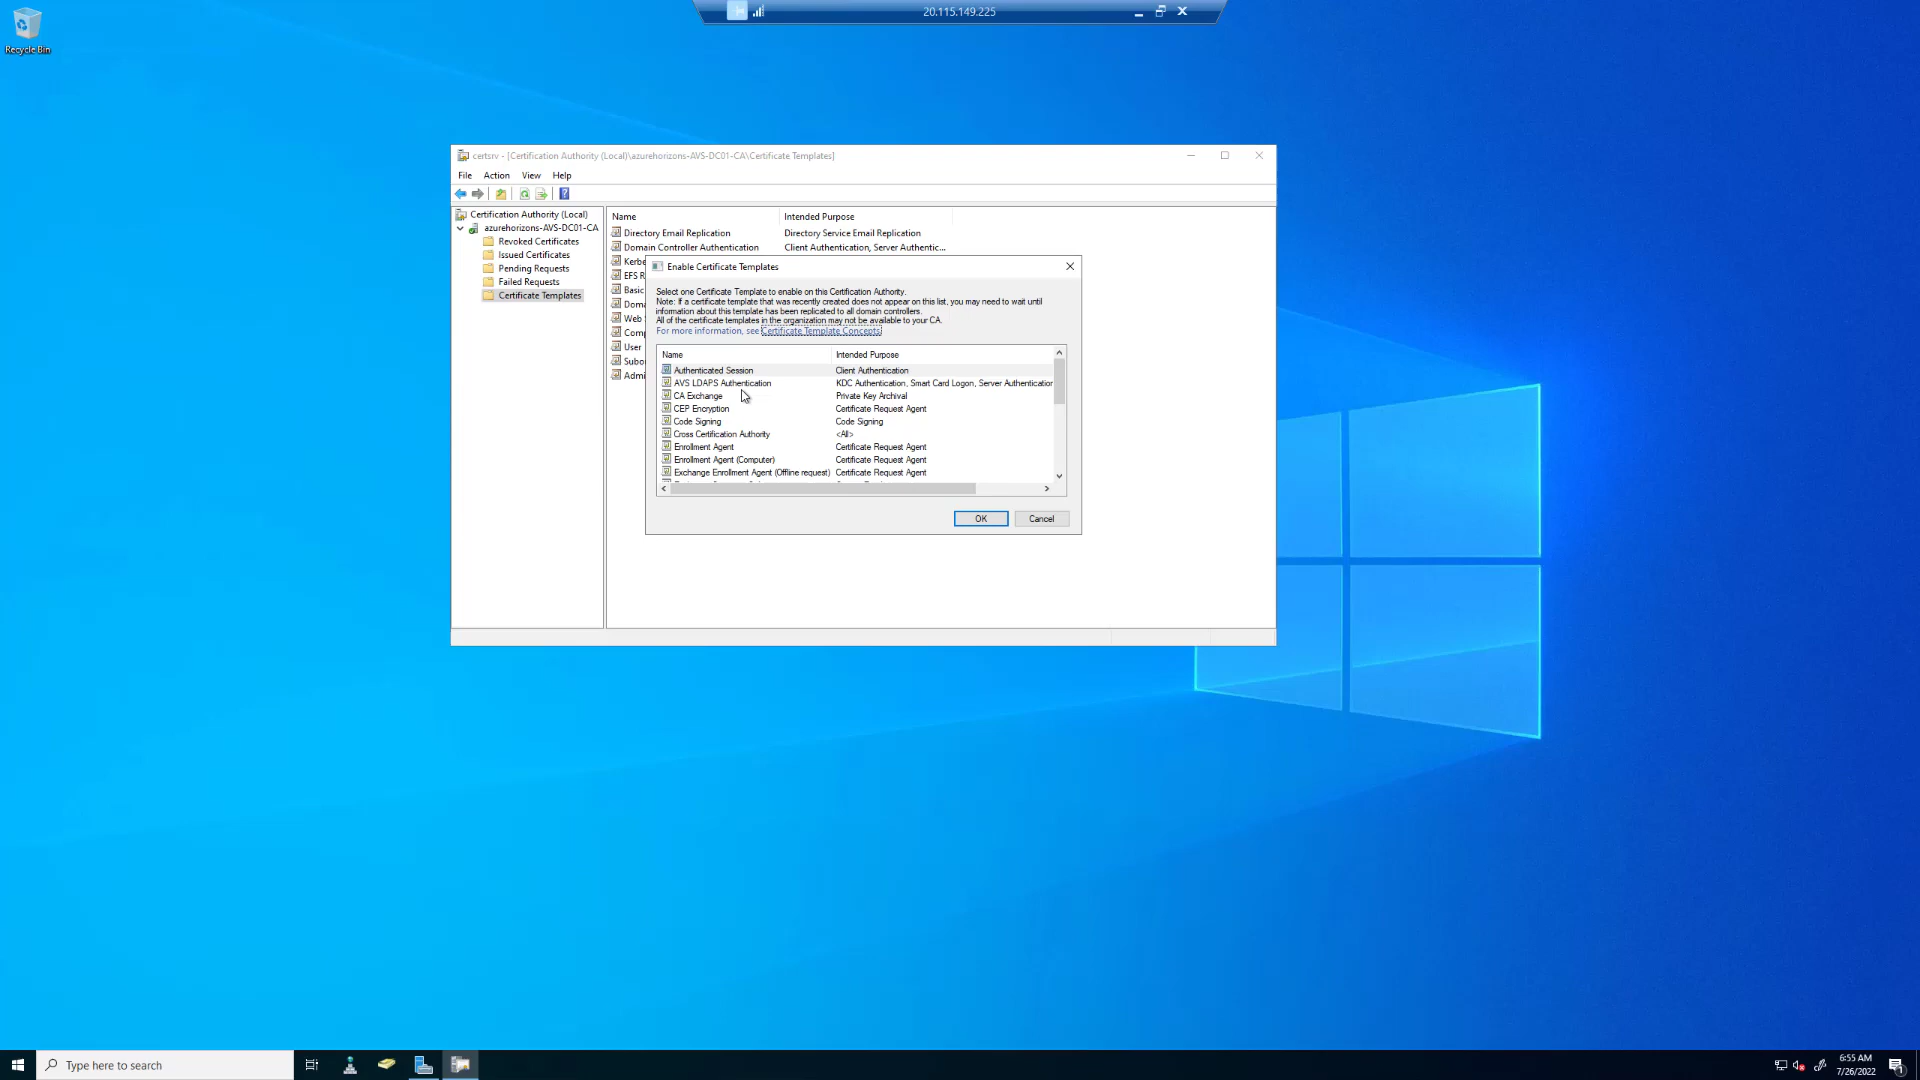 20.115.149.225
Recycle Bin
certsrv - [Certification Authority (Local)\azurehorizons-AVS-DC01-CA\Certificate Templates]
File Action View Help
Certification Authority (Local)
azurehorizons-AVS-DC01-CA
Revoked Certificates
Issued Certificates
Pending Requests
Failed Requests
Certificate Templates
Name Intended Purpose
Directory Email Replication Directory Service Email Replication
Domain Controller Authentication Client Authentication, Server Authentic...
Kerbe
EFS R
Basic
Doma
Web S
Comp
User
Subo
Admi
Enable Certificate Templates
Select one Certificate Template to enable on this Certification Authority.
Note: If a certificate template that was recently created does not appear on this list, you may need to wait until
information about this template has been replicated to all domain controllers.
All of the certificate templates in the organization may not be available to your CA.
For more information, see Certificate Template Concepts.
Name Intended Purpose
Authenticated Session Client Authentication
AVS LDAPS Authentication KDC Authentication, Smart Card Logon, Server Authentication
CA Exchange Private Key Archival
CEP Encryption Certificate Request Agent
Code Signing Code Signing
Cross Certification Authority <All>
Enrollment Agent Certificate Request Agent
Enrollment Agent (Computer) Certificate Request Agent
Exchange Enrollment Agent (Offline request) Certificate Request Agent
OK Cancel
Type here to search
6:55 AM
7/26/2022